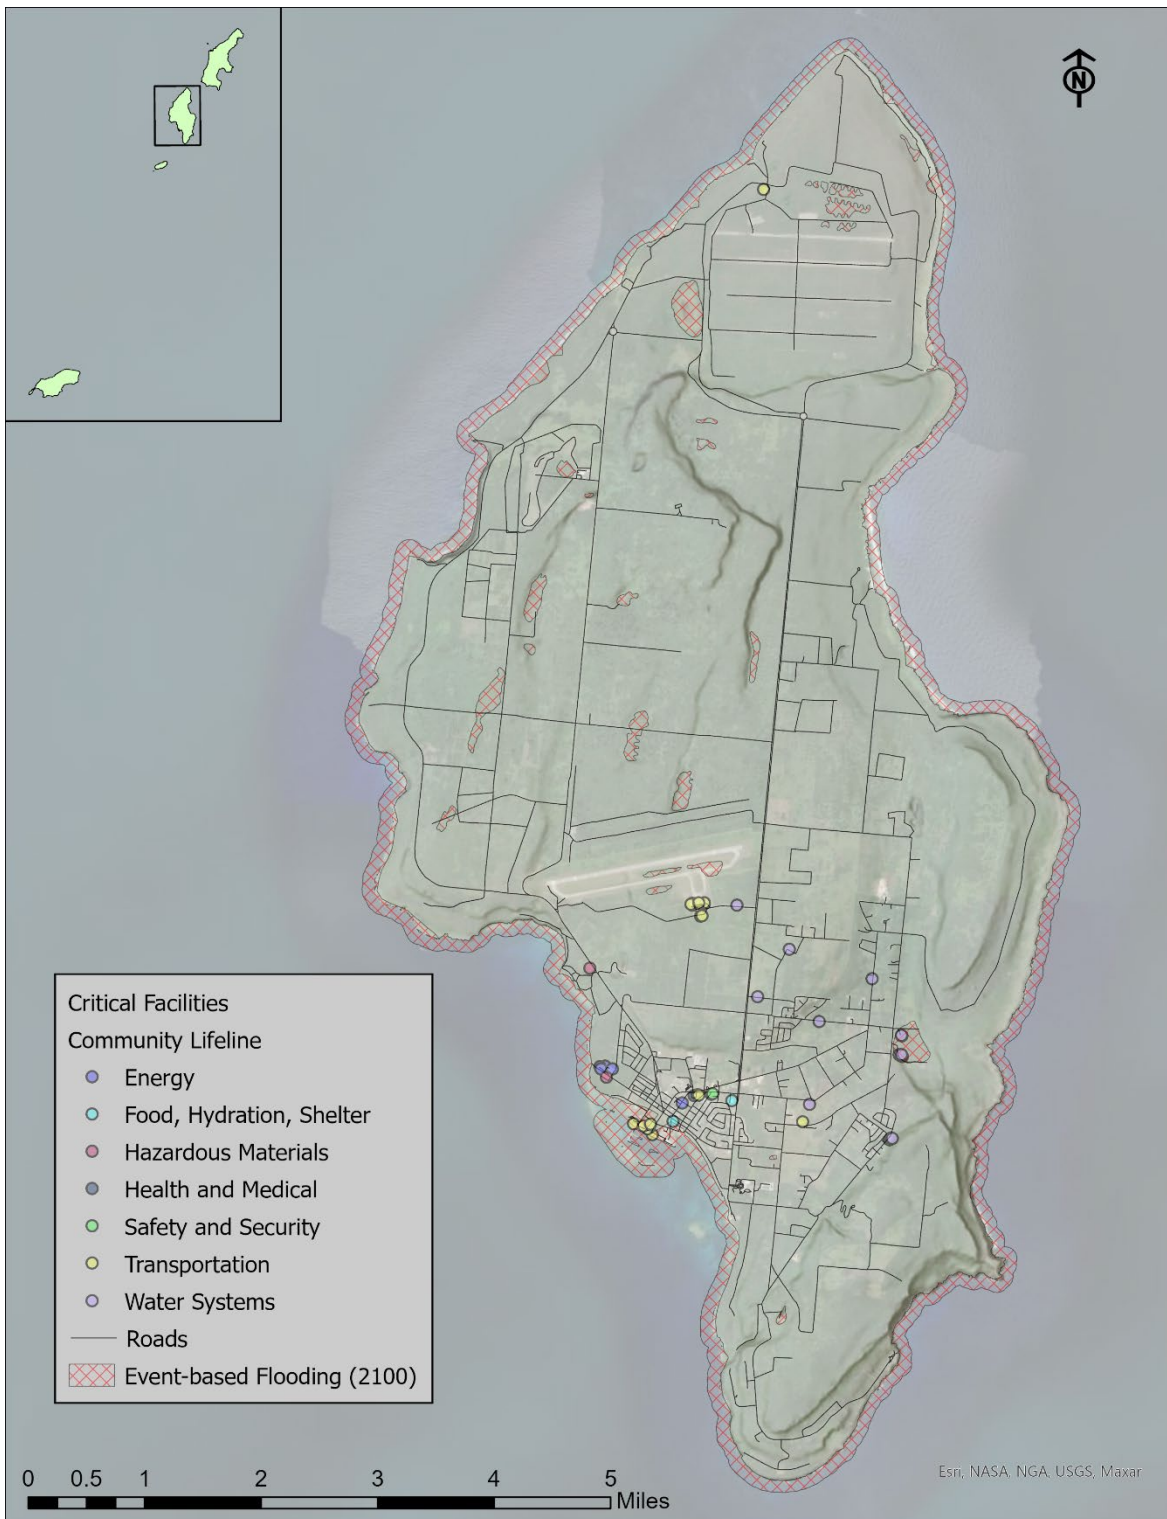 N
Critical Facilities
Community Lifeline
Energy
Food, Hydration, Shelter
Hazardous Materials
Health and Medical
Safety and Security
Transportation
Water Systems
Roads
Event-based Flooding (2100)
0 0.5 1 2 3 4 5
Miles
Esri, NASA, NGA, USGS, Maxar